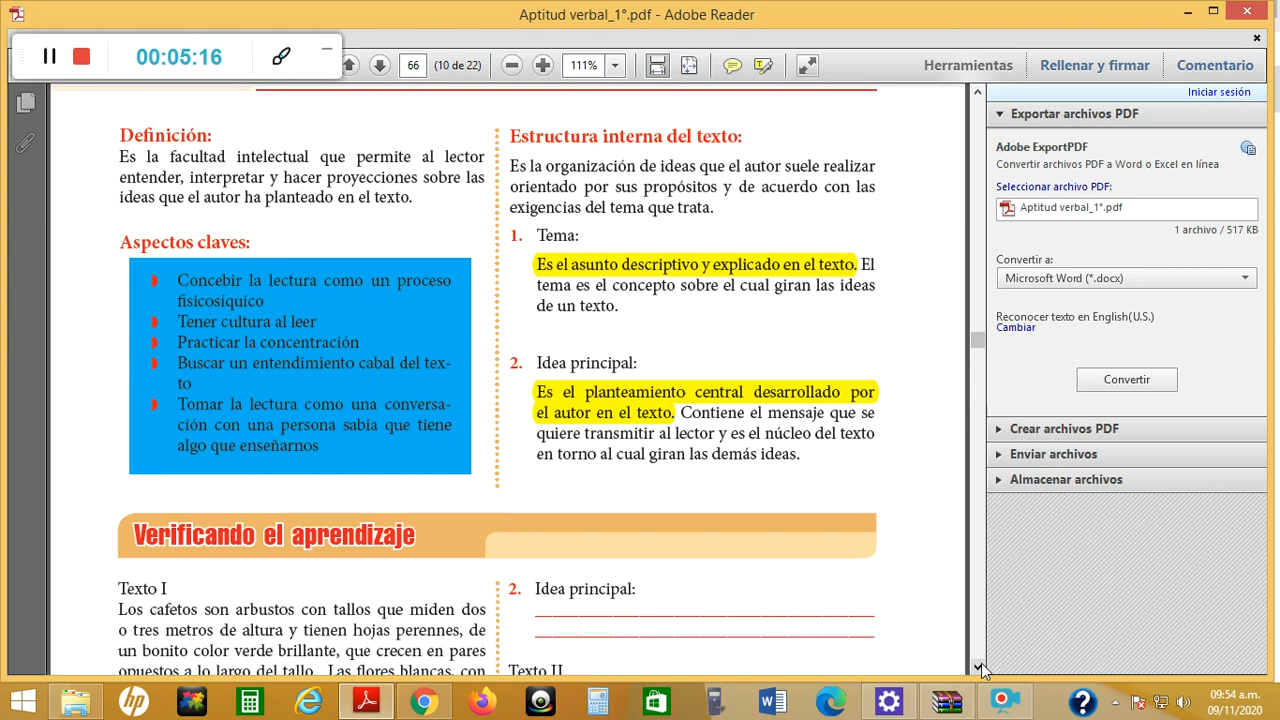 Aptitud verbal_1°.pdf - Adobe Reader
00:05:16
66
(10 de 22)
111%
Herramientas
Rellenar y firmar
Comentario
Iniciar sesión
Definición:
Es la facultad intelectual que permite al lector
entender, interpretar y hacer proyecciones sobre las
ideas que el autor ha planteado en el texto.
Aspectos claves:
Concebir la lectura como un proceso
fisicosíquico
Tener cultura al leer
Practicar la concentración
Buscar un entendimiento cabal del tex-
to
Tomar la lectura como una conversa-
ción con una persona sabia que tiene
algo que enseñarnos
Estructura interna del texto:
Es la organización de ideas que el autor suele realizar
orientado por sus propósitos y de acuerdo con las
exigencias del tema que trata.
1. Tema:
Es el asunto descriptivo y explicado en el texto. El
tema es el concepto sobre el cual giran las ideas
de un texto.
2. Idea principal:
Es el planteamiento central desarrollado por
el autor en el texto. Contiene el mensaje que se
quiere transmitir al lector y es el núcleo del texto
en torno al cual giran las demás ideas.
Verificando el aprendizaje
Texto I
Los cafetos son arbustos con tallos que miden dos
o tres metros de altura y tienen hojas perennes, de
un bonito color verde brillante, que crecen en pares
opuestos a lo largo del tallo. Las flores blancas, con
2. Idea principal:
Texto II
Exportar archivos PDF
Adobe ExportPDF
Convertir archivos PDF a Word o Excel en línea
Seleccionar archivo PDF:
Aptitud verbal_1°.pdf
1 archivo / 517 KB
Convertir a:
Microsoft Word (*.docx)
Reconocer texto en English(U.S.)
Cambiar
Convertir
Crear archivos PDF
Enviar archivos
Almacenar archivos
09:54 a.m.
09/11/2020